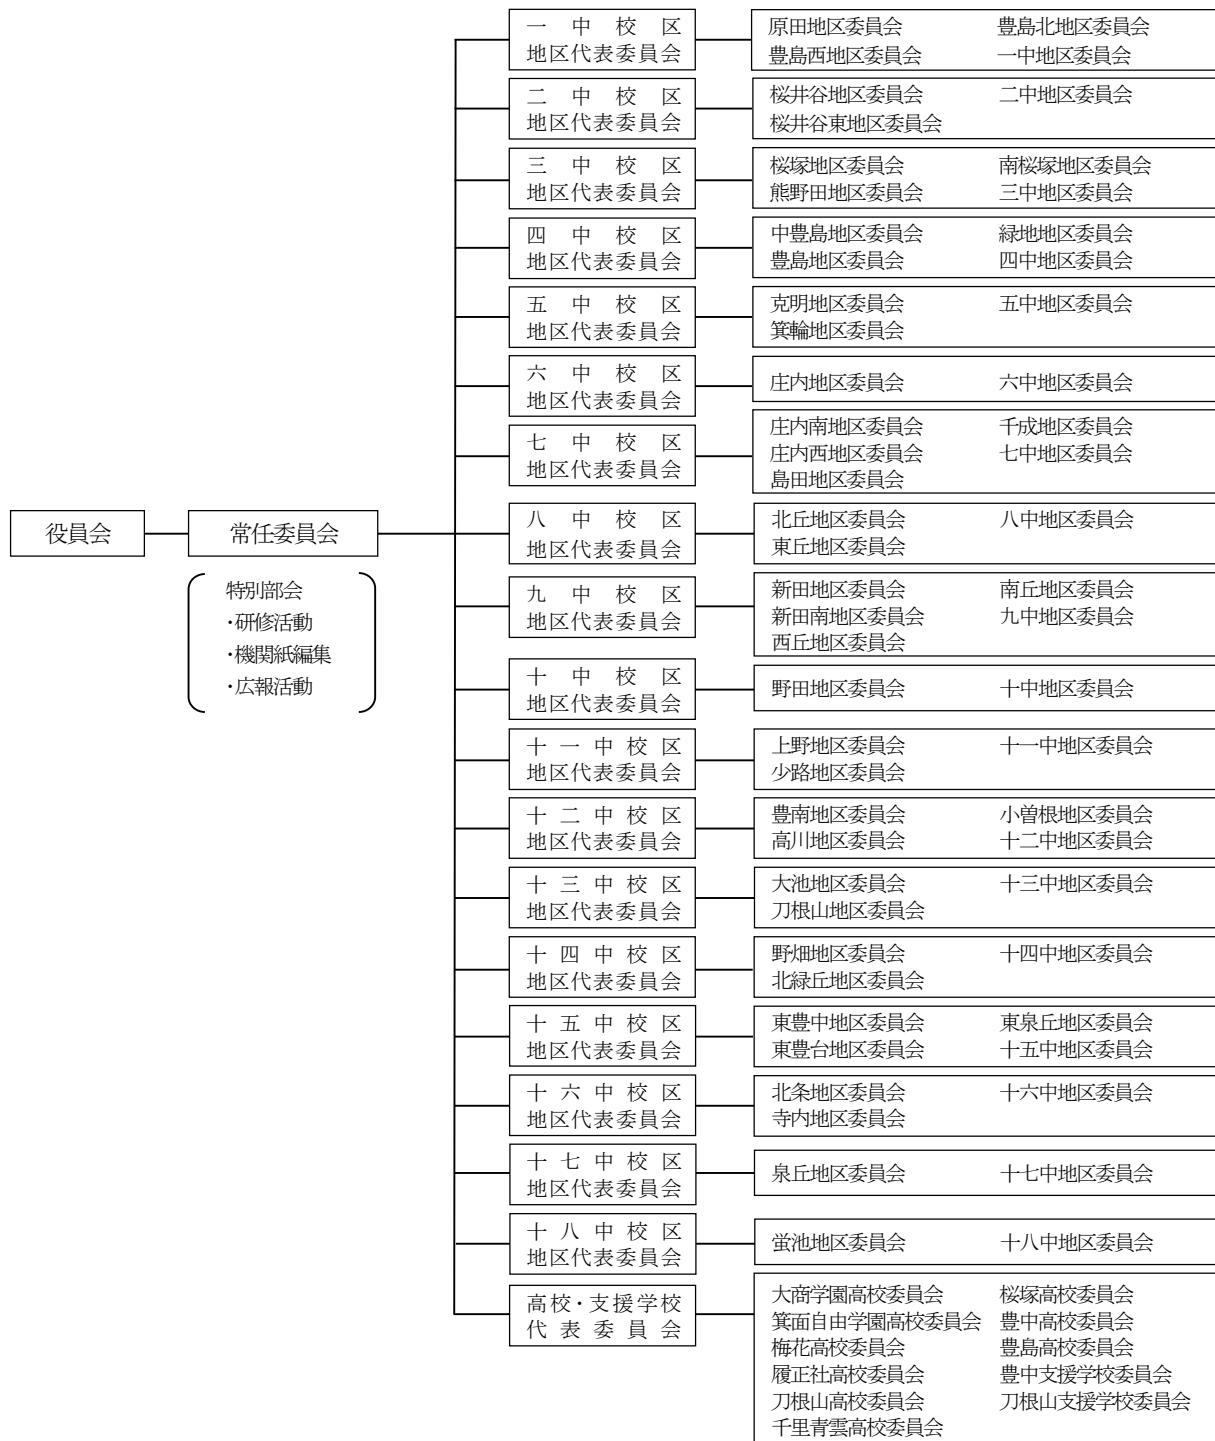 役員会
常任委員会
特別部会
・研修活動
・機関紙編集
・広報活動
一中校区
地区代表委員会
原田地区委員会 豊島北地区委員会
豊島西地区委員会 一中地区委員会
二中校区
地区代表委員会
桜井谷地区委員会 二中地区委員会
桜井谷東地区委員会
三中校区
地区代表委員会
桜塚地区委員会 南桜塚地区委員会
熊野田地区委員会 三中地区委員会
四中校区
地区代表委員会
中豊島地区委員会 緑地地区委員会
豊島地区委員会 四中地区委員会
五中校区
地区代表委員会
克明地区委員会 五中地区委員会
箕輪地区委員会
六中校区
地区代表委員会
庄内地区委員会 六中地区委員会
七中校区
地区代表委員会
庄内南地区委員会 千成地区委員会
庄内西地区委員会 七中地区委員会
島田地区委員会
八中校区
地区代表委員会
北丘地区委員会 八中地区委員会
東丘地区委員会
九中校区
地区代表委員会
新田地区委員会 南丘地区委員会
新田南地区委員会 九中地区委員会
西丘地区委員会
十中校区
地区代表委員会
野田地区委員会 十中地区委員会
十一中校区
地区代表委員会
上野地区委員会 十一中地区委員会
少路地区委員会
十二中校区
地区代表委員会
豊南地区委員会 小曽根地区委員会
高川地区委員会 十二中地区委員会
十三中校区
地区代表委員会
大池地区委員会 十三中地区委員会
刀根山地区委員会
十四中校区
地区代表委員会
野畑地区委員会 十四中地区委員会
北緑丘地区委員会
十五中校区
地区代表委員会
東豊中地区委員会 東泉丘地区委員会
東豊台地区委員会 十五中地区委員会
十六中校区
地区代表委員会
北条地区委員会 十六中地区委員会
寺内地区委員会
十七中校区
地区代表委員会
泉丘地区委員会 十七中地区委員会
十八中校区
地区代表委員会
蛍池地区委員会 十八中地区委員会
高校・支援学校
代表委員会
大商学園高校委員会 桜塚高校委員会
箕面自由学園高校委員会 豊中高校委員会
梅花高校委員会 豊島高校委員会
履正社高校委員会 豊中支援学校委員会
刀根山高校委員会 刀根山支援学校委員会
千里青雲高校委員会